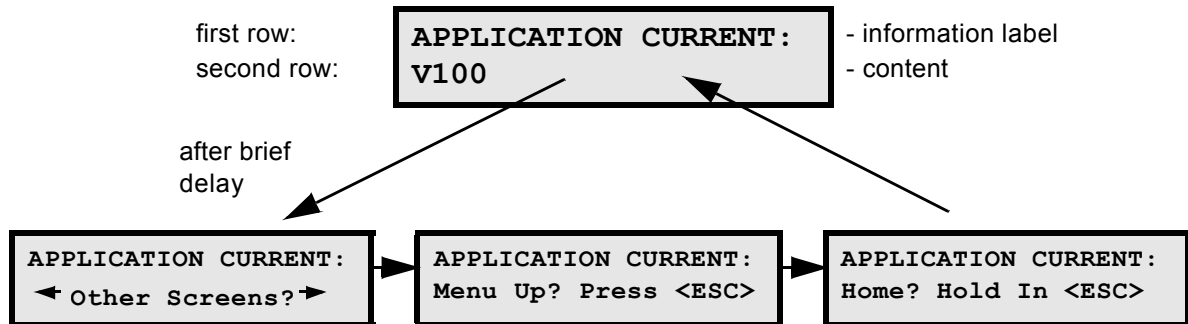 first row:
APPLICATION CURRENT:
- information label
second row:
V100
- content
after brief
delay
APPLICATION CURRENT:
Other Screens?
APPLICATION CURRENT:
Menu Up? Press <ESC>
APPLICATION CURRENT:
Home? Hold In <ESC>